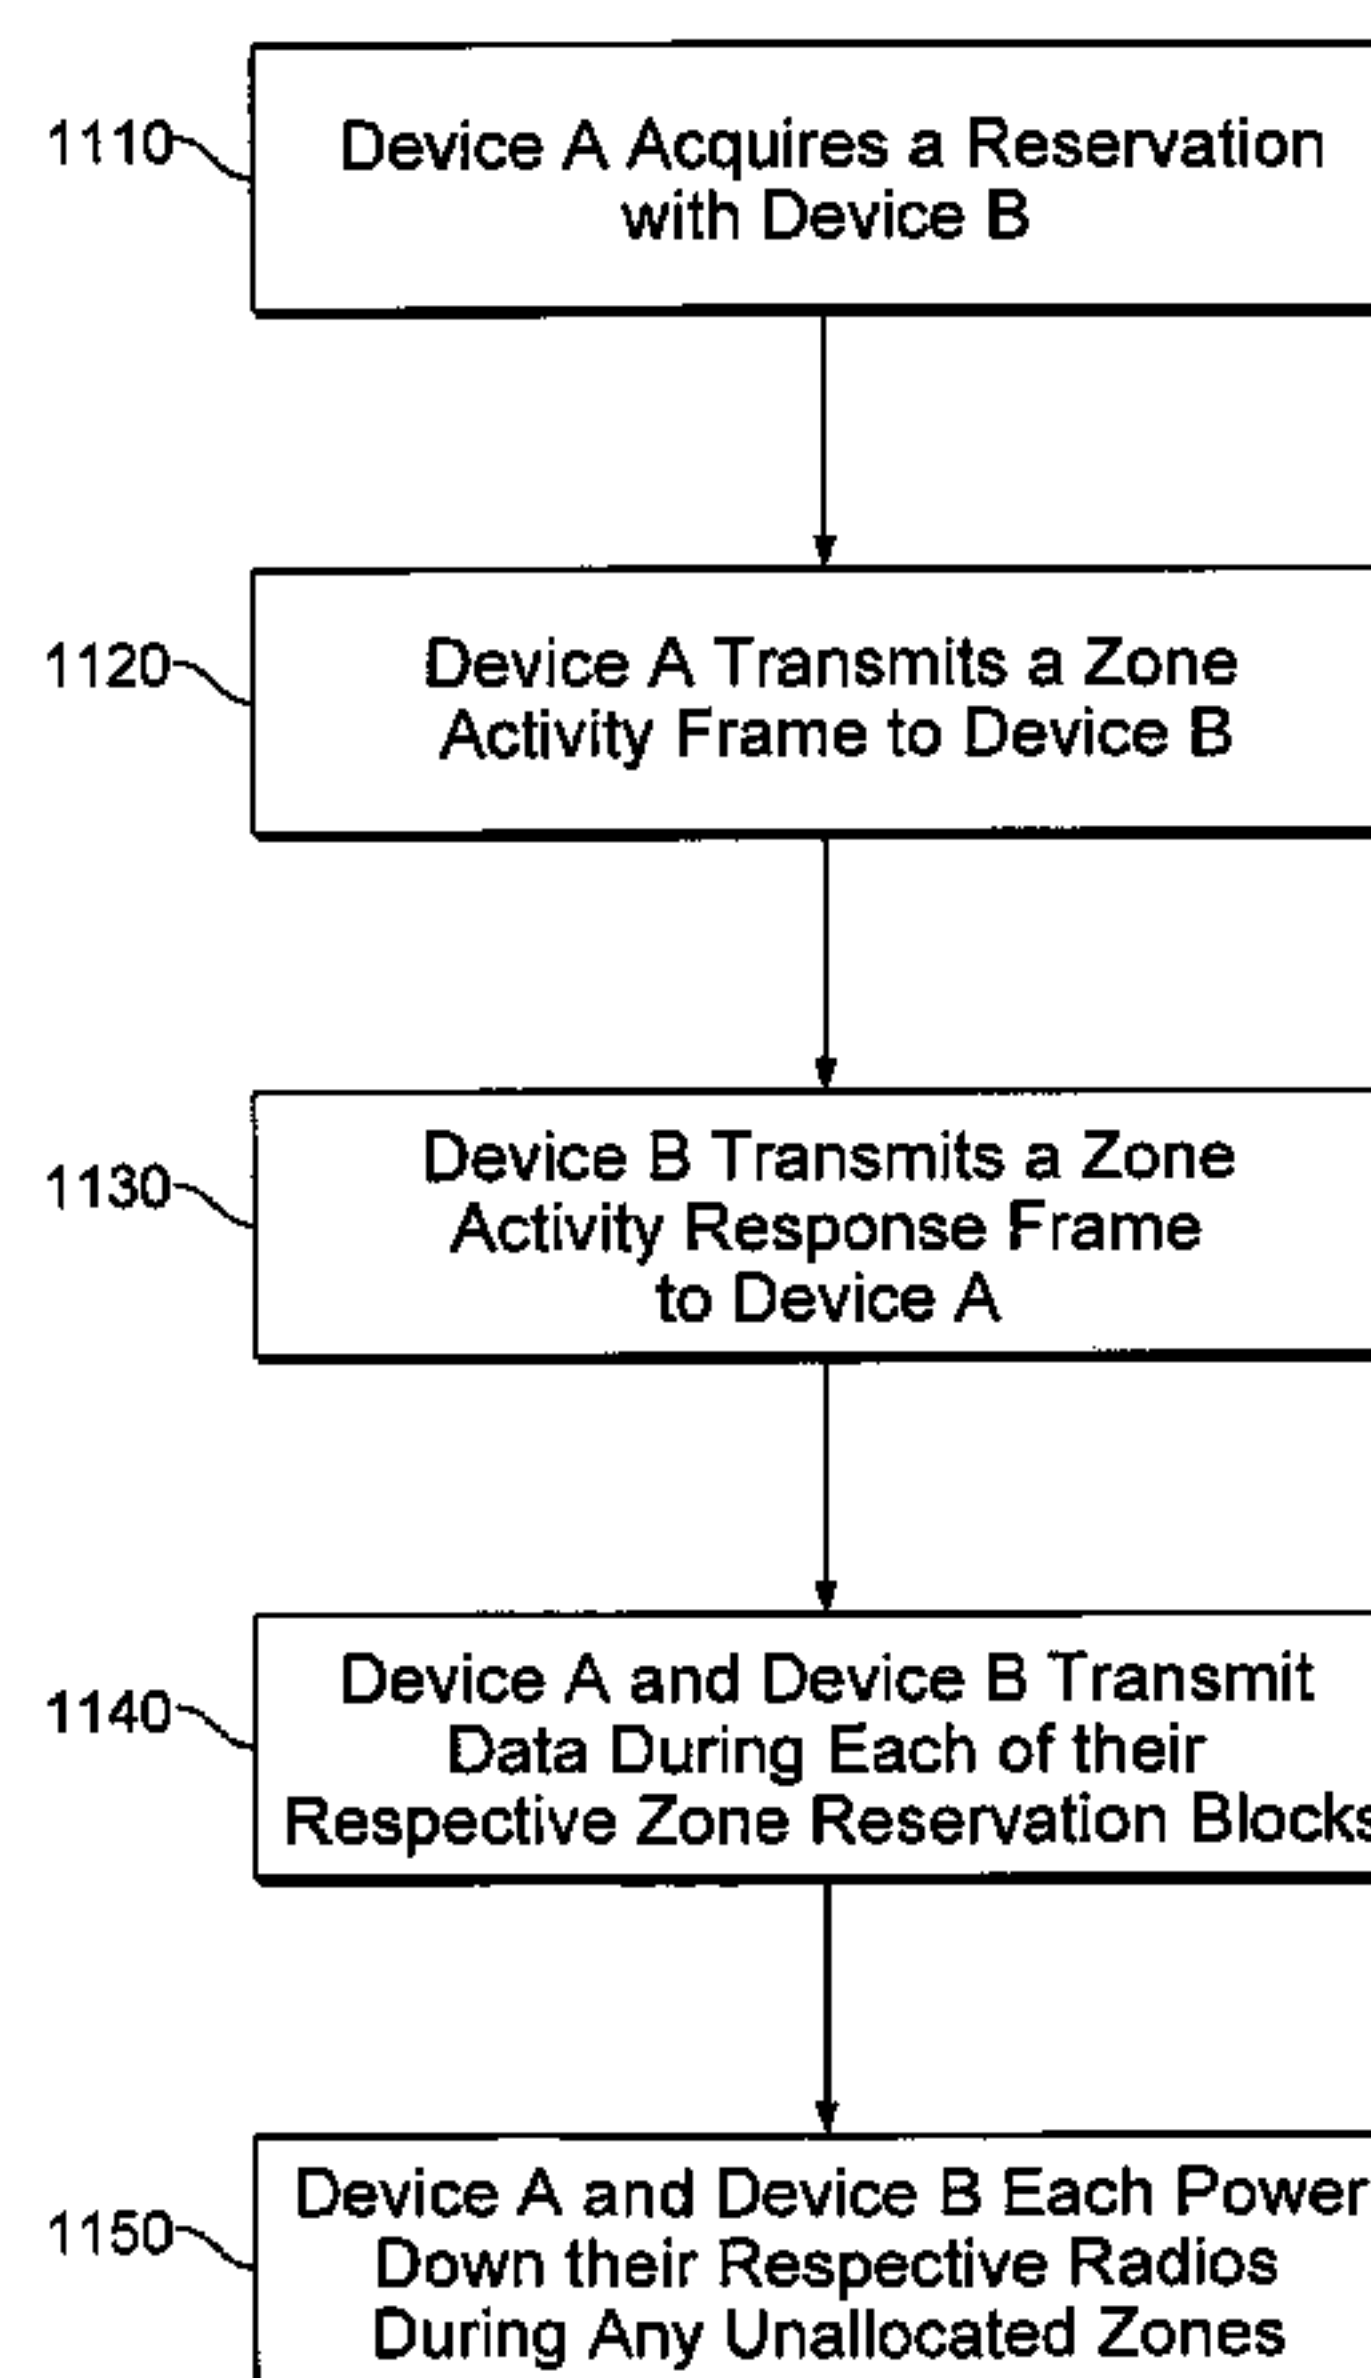 1110
Device A Acquires a Reservation
with Device B
1120
Device A Transmits a Zone
Activity Frame to Device B
1130
Device B Transmits a Zone
Activity Response Frame
to Device A
1140
Device A and Device B Transmit
Data During Each of their
Respective Zone Reservation Blocks
1150
Device A and Device B Each Power
Down their Respective Radios
During Any Unallocated Zones